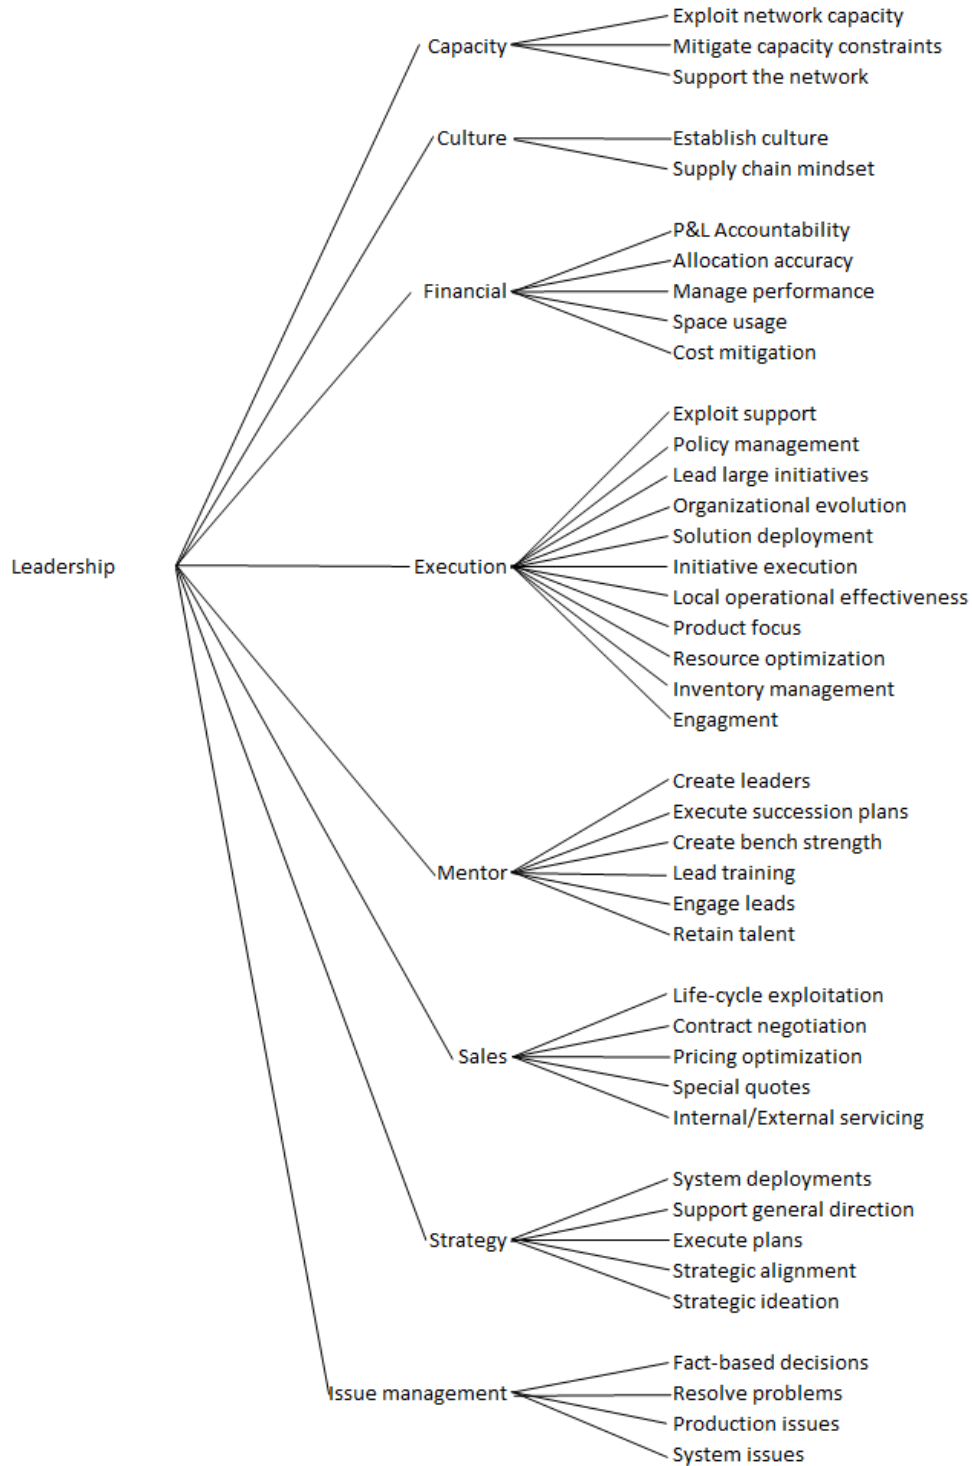 Leadership
Capacity
Exploit network capacity
Mitigate capacity constraints
Support the network
Culture
Establish culture
Supply chain mindset
Financial
P&L Accountability
Allocation accuracy
Manage performance
Space usage
Cost mitigation
Execution
Exploit support
Policy management
Lead large initiatives
Organizational evolution
Solution deployment
Initiative execution
Local operational effectiveness
Product focus
Resource optimization
Inventory management
Engagment
Mentor
Create leaders
Execute succession plans
Create bench strength
Lead training
Engage leads
Retain talent
Sales
Life-cycle exploitation
Contract negotiation
Pricing optimization
Special quotes
Internal/External servicing
Strategy
System deployments
Support general direction
Execute plans
Strategic alignment
Strategic ideation
Issue management
Fact-based decisions
Resolve problems
Production issues
System issues